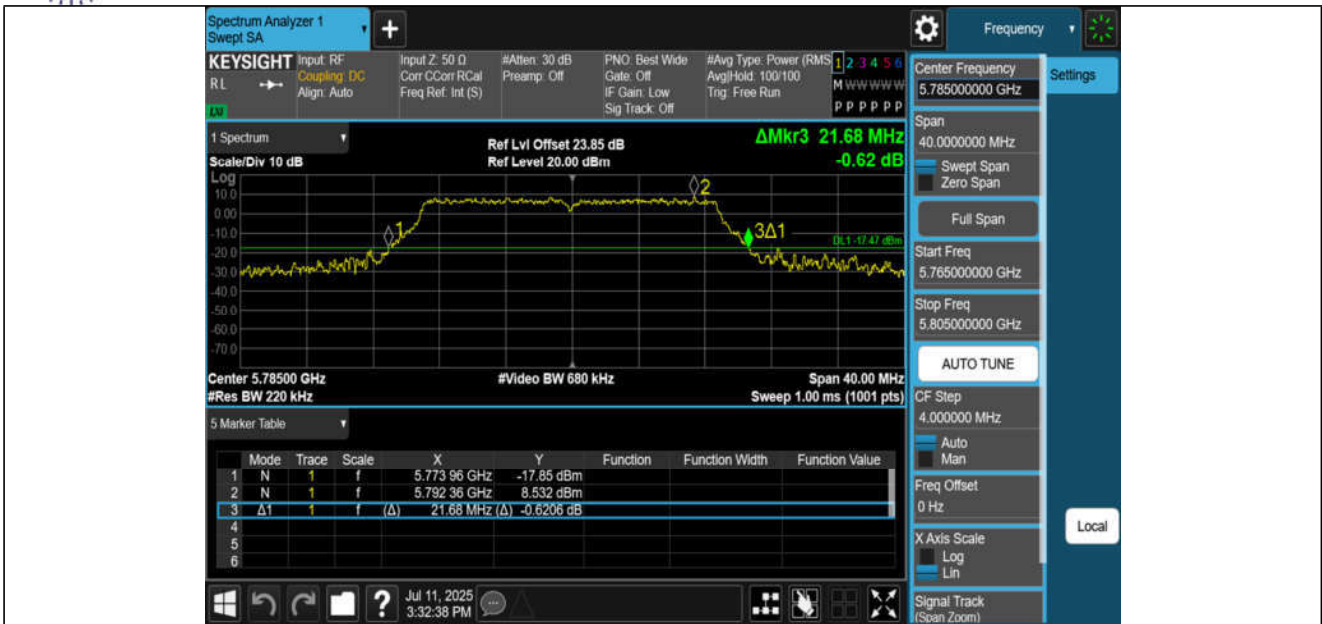 Spectrum Analyzer 1
Swept SA
+
Frequency
KEYSIGHT
RL
LU
Input: RF
Coupling: DC
Align: Auto
Input Z: 50 Ω
Corr CCorr RCal
Freq Ref: Int (S)
#Atten: 30 dB
Preamp: Off
PNO: Best Wide
Gate: Off
IF Gain: Low
Sig Track: Off
#Avg Type: Power (RMS
Avg|Hold: 100/100
Trig: Free Run
1 2 3 4 5 6
M W W W W W
P P P P P P
1 Spectrum
Scale/Div 10 dB
Ref Lvl Offset 23.85 dB
Ref Level 20.00 dBm
ΔMkr3 21.68 MHz
-0.62 dB
Log
10.0
0.00
-10.0
-20.0
-30.0
-40.0
-50.0
-60.0
-70.0
1
2
3Δ1
DL1 -17.47 dBm
Center 5.78500 GHz
#Video BW 680 kHz
Span 40.00 MHz
#Res BW 220 kHz
Sweep 1.00 ms (1001 pts)
5 Marker Table
Mode Trace Scale X Y Function Function Width Function Value
1 N 1 f 5.773 96 GHz -17.85 dBm
2 N 1 f 5.792 36 GHz 8.532 dBm
3 Δ1 1 f (Δ) 21.68 MHz (Δ) -0.6206 dB
4
5
6
?
Jul 11, 2025
3:32:38 PM
Center Frequency
5.785000000 GHz
Span
40.0000000 MHz
Swept Span
Zero Span
Full Span
Start Freq
5.765000000 GHz
Stop Freq
5.805000000 GHz
AUTO TUNE
CF Step
4.000000 MHz
Auto
Man
Freq Offset
0 Hz
X Axis Scale
Log
Lin
Signal Track
(Span Zoom)
Settings
Local